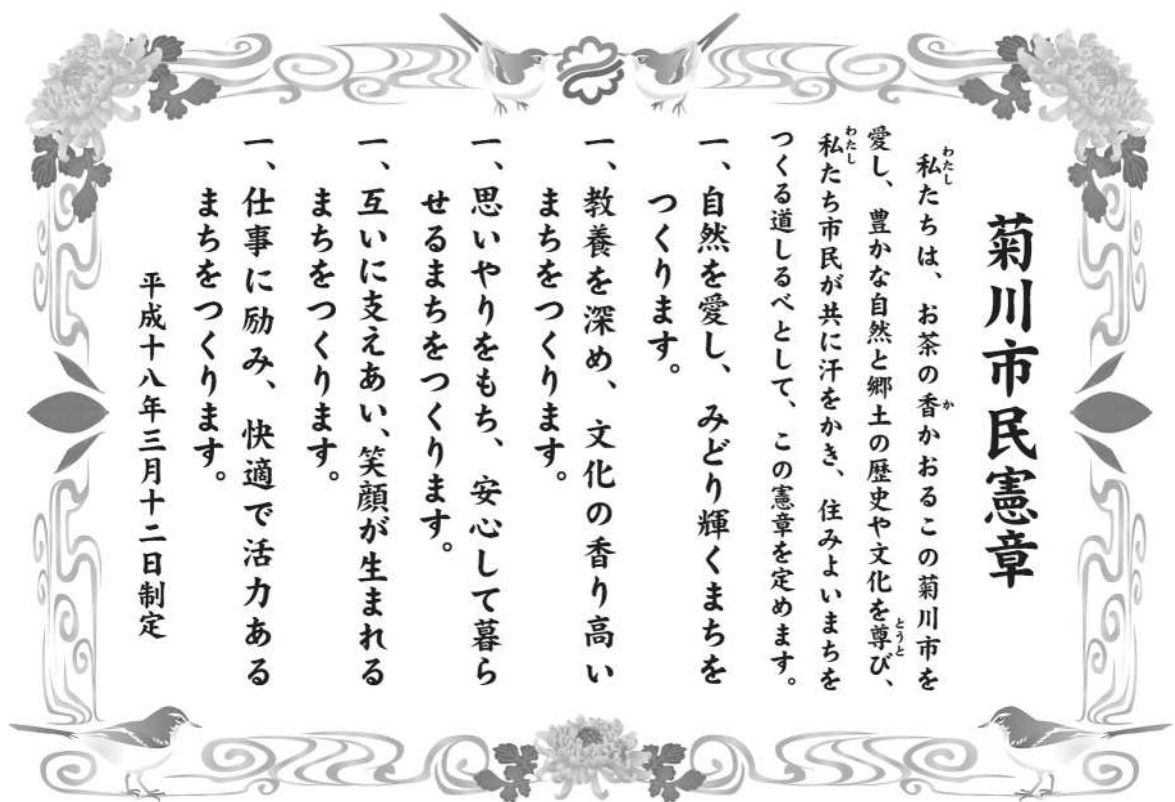 菊川市民憲章
私たちは、お茶の香かおるこの菊川市を
愛し、豊かな自然と郷土の歴史や文化を尊び、
私たち市民が共に汗をかき、住みよいまちを
つくる道しるべとして、この憲章を定めます。
一、自然を愛し、みどり輝くまちを
つくります。
一、教養を深め、文化の香り高い
まちをつくります。
一、思いやりをもち、安心して暮ら
せるまちをつくります。
一、互いに支えあい、笑顔が生まれる
まちをつくります。
一、仕事に励み、快適で活力ある
まちをつくります。
平成十八年三月十二日制定